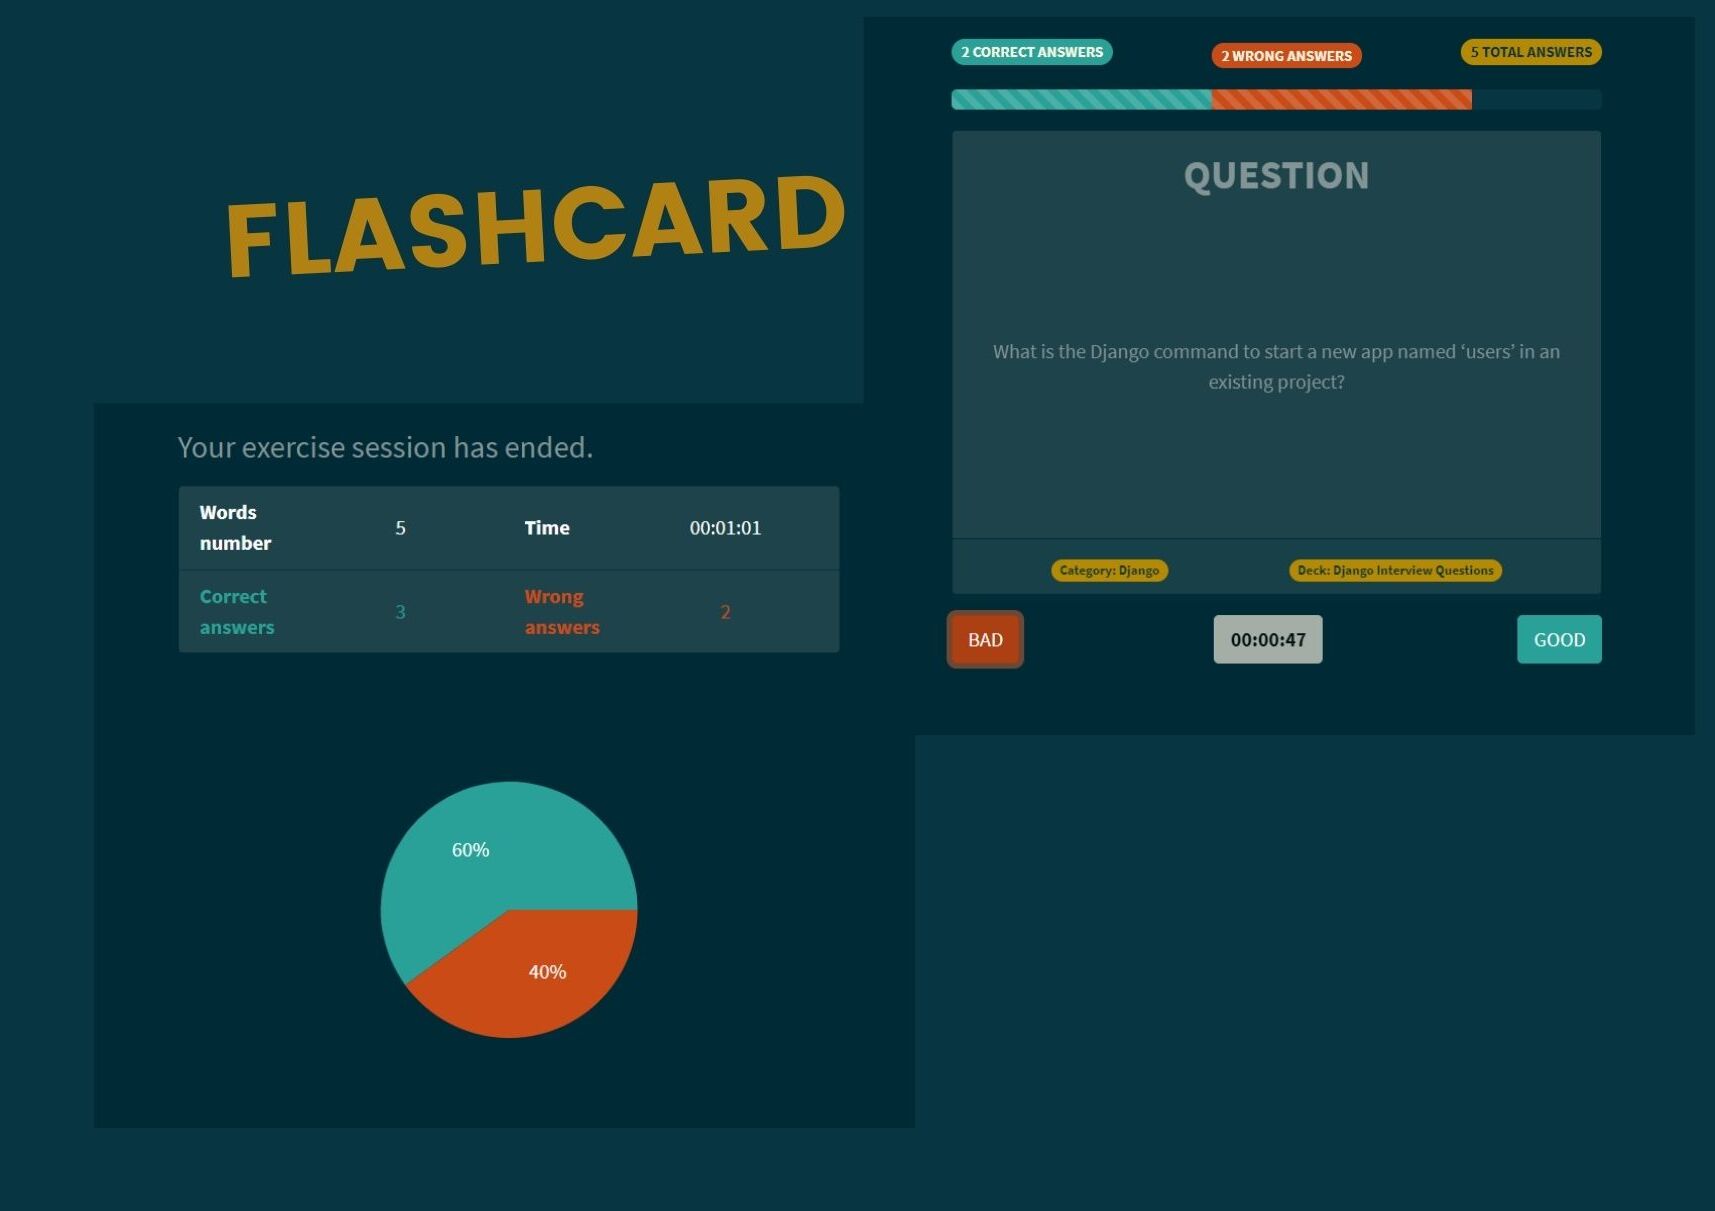 FLASHCARD
2 CORRECT ANSWERS
2 WRONG ANSWERS
5 TOTAL ANSWERS
QUESTION
What is the Django command to start a new app named ‘users’ in an
existing project?
Category: Django
Deck: Django Interview Questions
BAD
00:00:47
GOOD
Your exercise session has ended.
Words
number
5
Time
00:01:01
Correct
answers
3
Wrong
answers
2
60%
40%